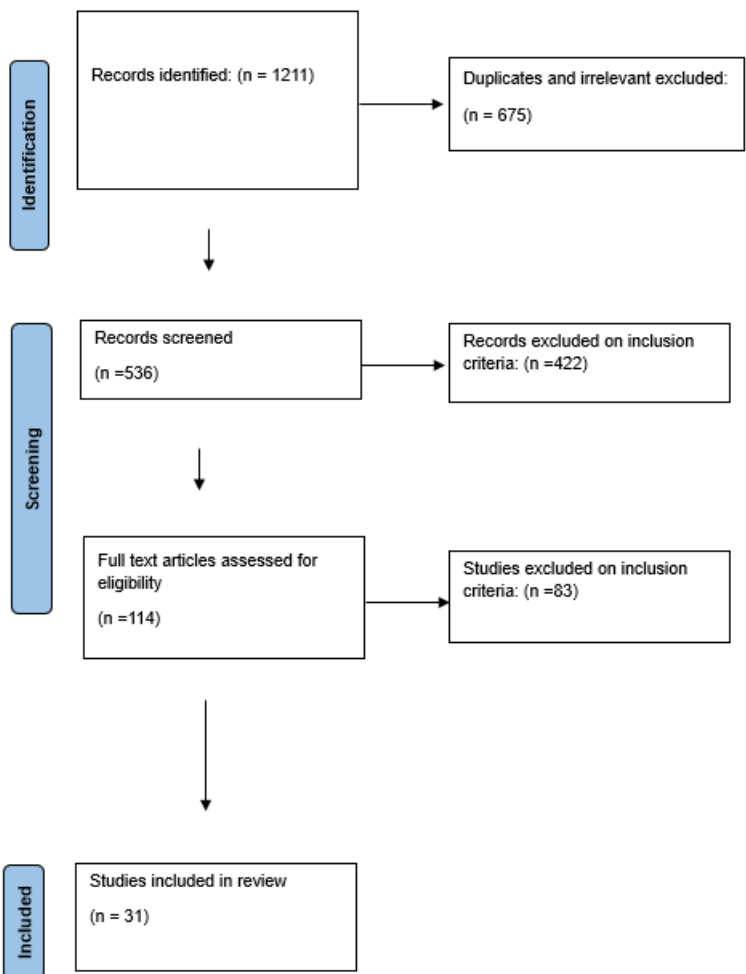 Identification
Records identified: (n = 1211)
Duplicates and irrelevant excluded:
(n = 675)
Screening
Records screened
(n =536)
Records excluded on inclusion
criteria: (n =422)
Full text articles assessed for
eligibility
(n =114)
Studies excluded on inclusion
criteria: (n =83)
Included
Studies included in review
(n = 31)